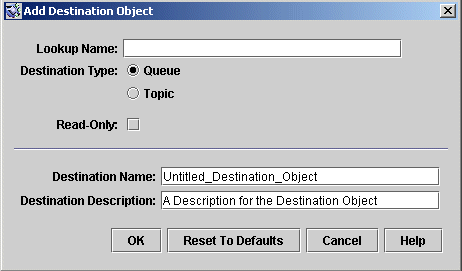 Add Destination Object
Lookup Name:
Destination Type: Queue
Topic
Read-Only:
Destination Name: Untitled_Destination_Object
Destination Description: A Description for the Destination Object
OK Reset To Defaults Cancel Help